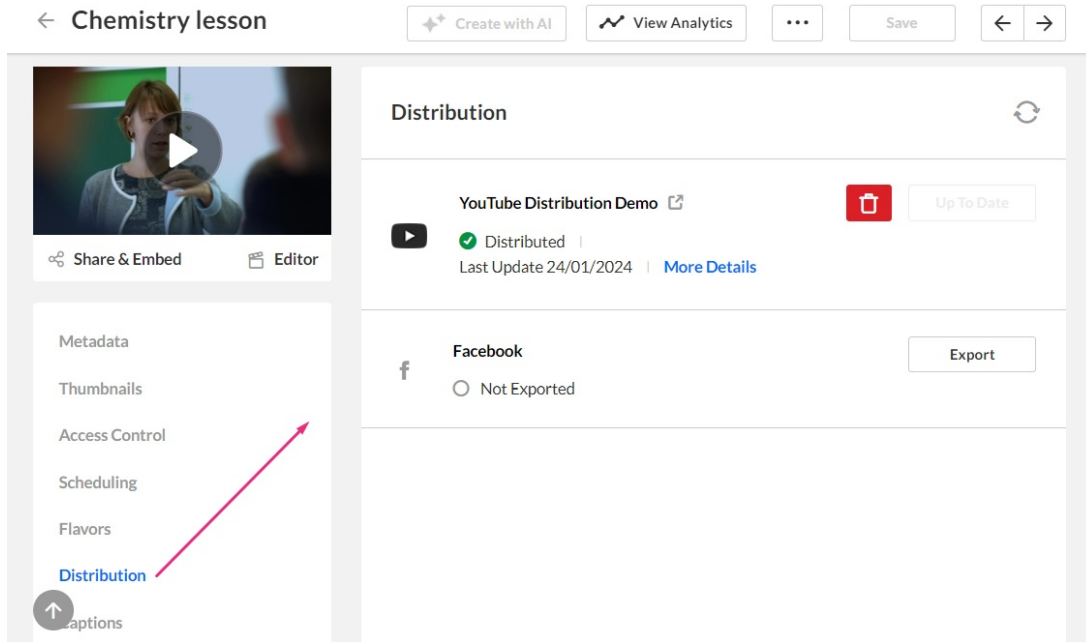 Chemistry lesson
Create with AI
View Analytics
Save
Share & Embed
Editor
Metadata
Thumbnails
Access Control
Scheduling
Flavors
Distribution
aptions
Distribution
YouTube Distribution Demo
Up To Date
Distributed
Last Update 24/01/2024
More Details
Facebook
Export
Not Exported